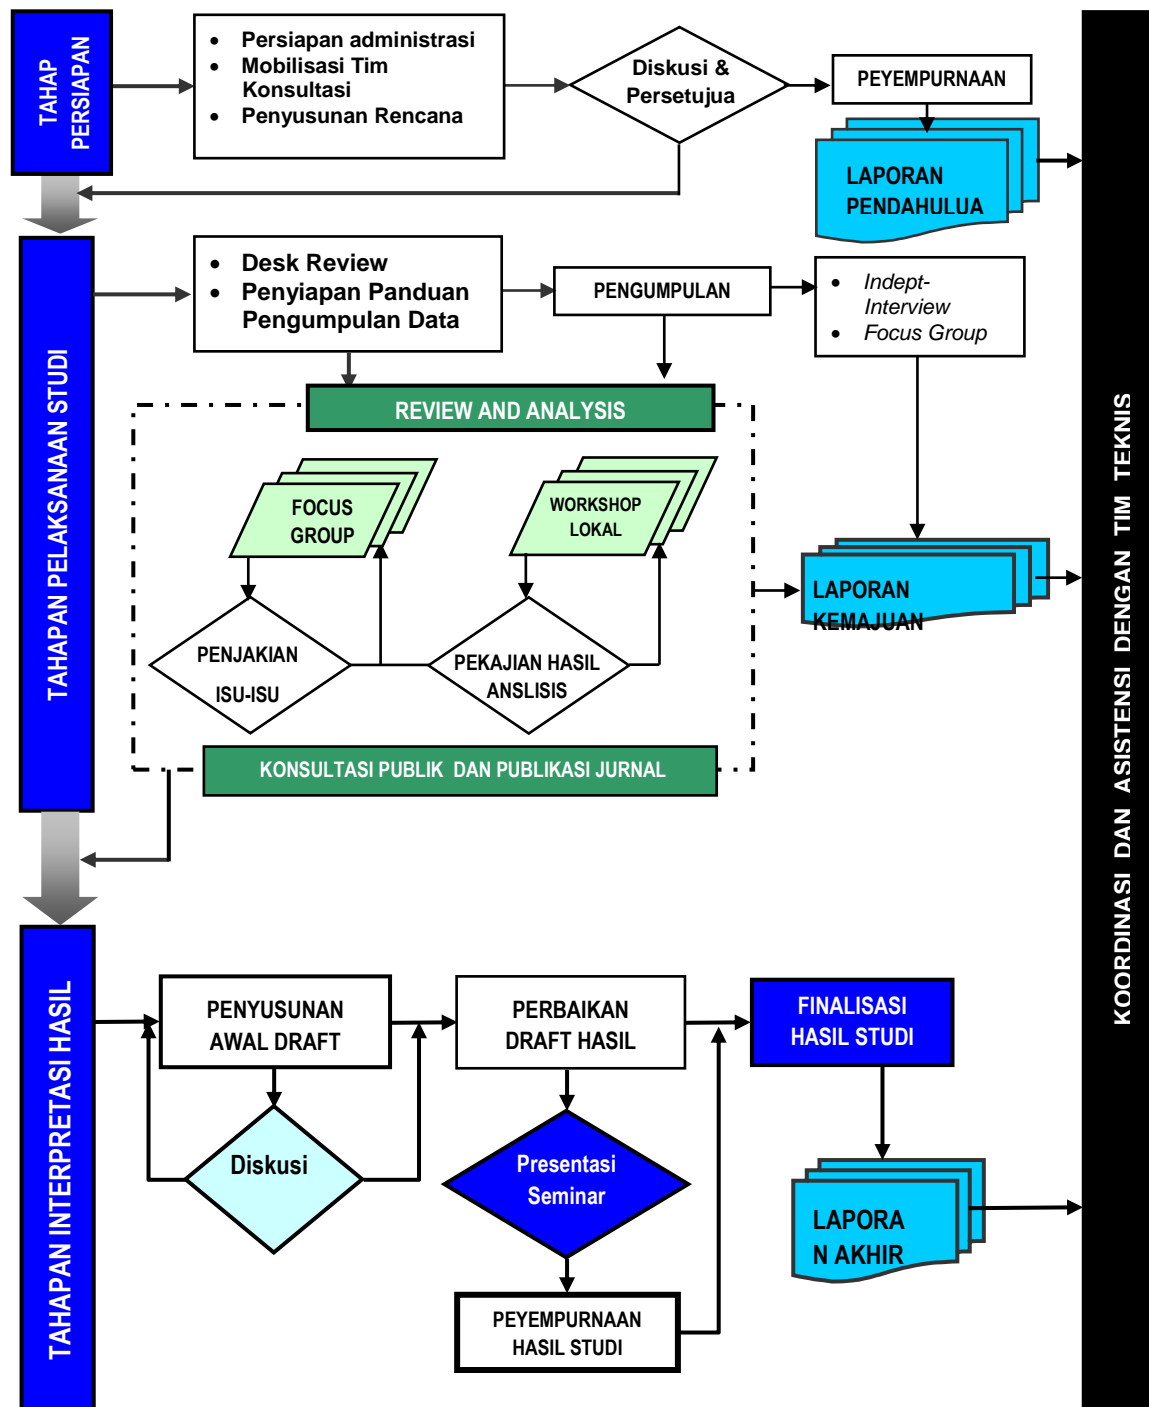 TAHAP
PERSIAPAN
• Persiapan administrasi
• Mobilisasi Tim
Konsultasi
• Penyusunan Rencana
Diskusi &
Persetujua
PEYEMPURNAAN
LAPORAN
PENDAHULUA
TAHAPAN PELAKSANAAN STUDI
• Desk Review
• Penyiapan Panduan
Pengumpulan Data
PENGUMPULAN
• Indept-
Interview
• Focus Group
REVIEW AND ANALYSIS
FOCUS
GROUP
WORKSHOP
LOKAL
PENJAKIAN
ISU-ISU
PEKAJIAN HASIL
ANSLISIS
LAPORAN
KEMAJUAN
KONSULTASI PUBLIK DAN PUBLIKASI JURNAL
TAHAPAN INTERPRETASI HASIL
PENYUSUNAN
AWAL DRAFT
PERBAIKAN
DRAFT HASIL
FINALISASI
HASIL STUDI
Diskusi
Presentasi
Seminar
LAPORA
N AKHIR
PEYEMPURNAAN
HASIL STUDI
KOORDINASI DAN ASISTENSI DENGAN TIM TEKNIS